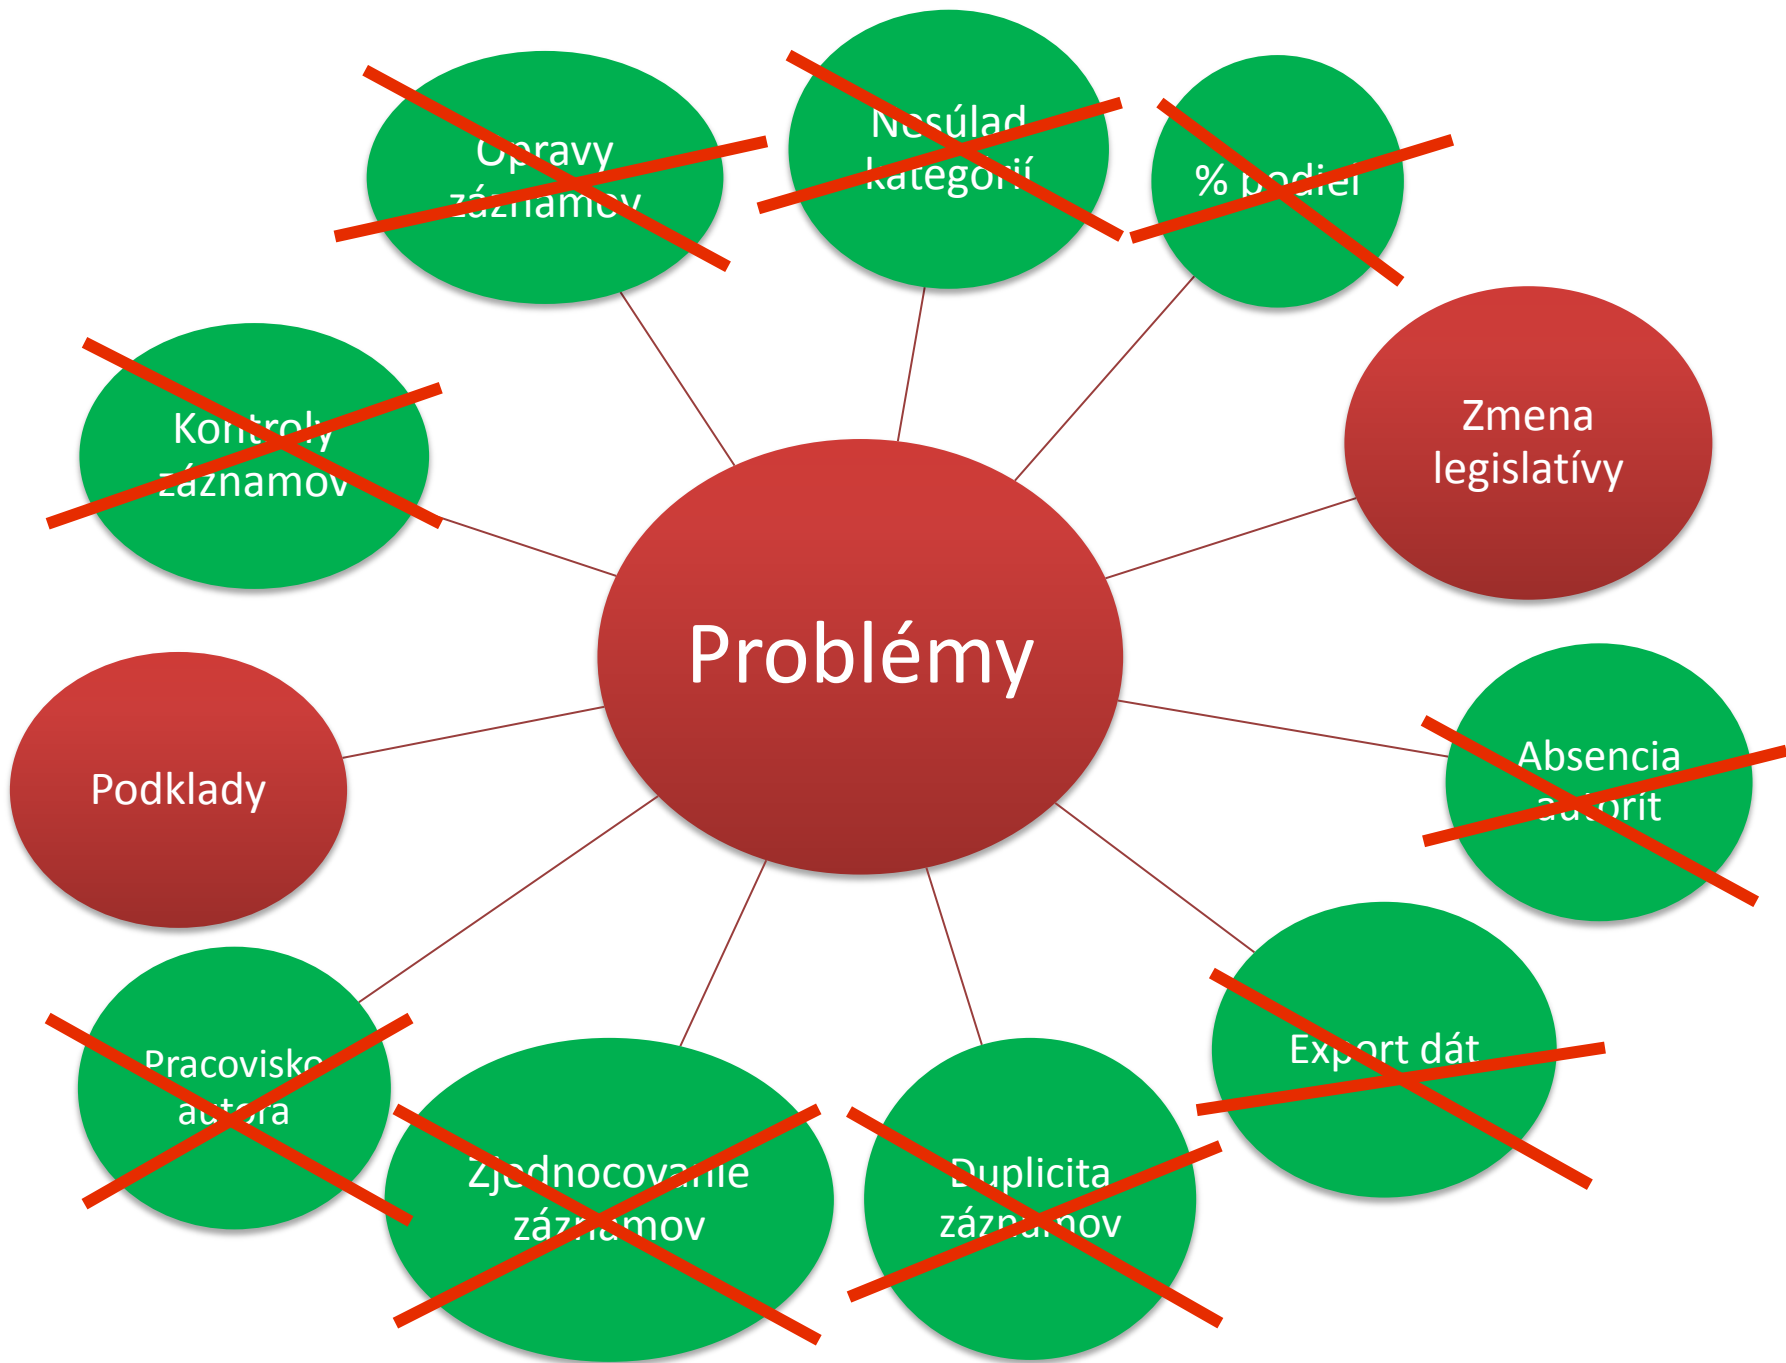 Nesúlad
kategórií
Opravy
záznamov
% podiel
Zmena
legislatívy
Kontroly
záznamov
Problémy
Absencia
autorít
Podklady
Export dát
Pracovisko
autora
Zjednocovanie
záznamov
Duplicita
záznamov